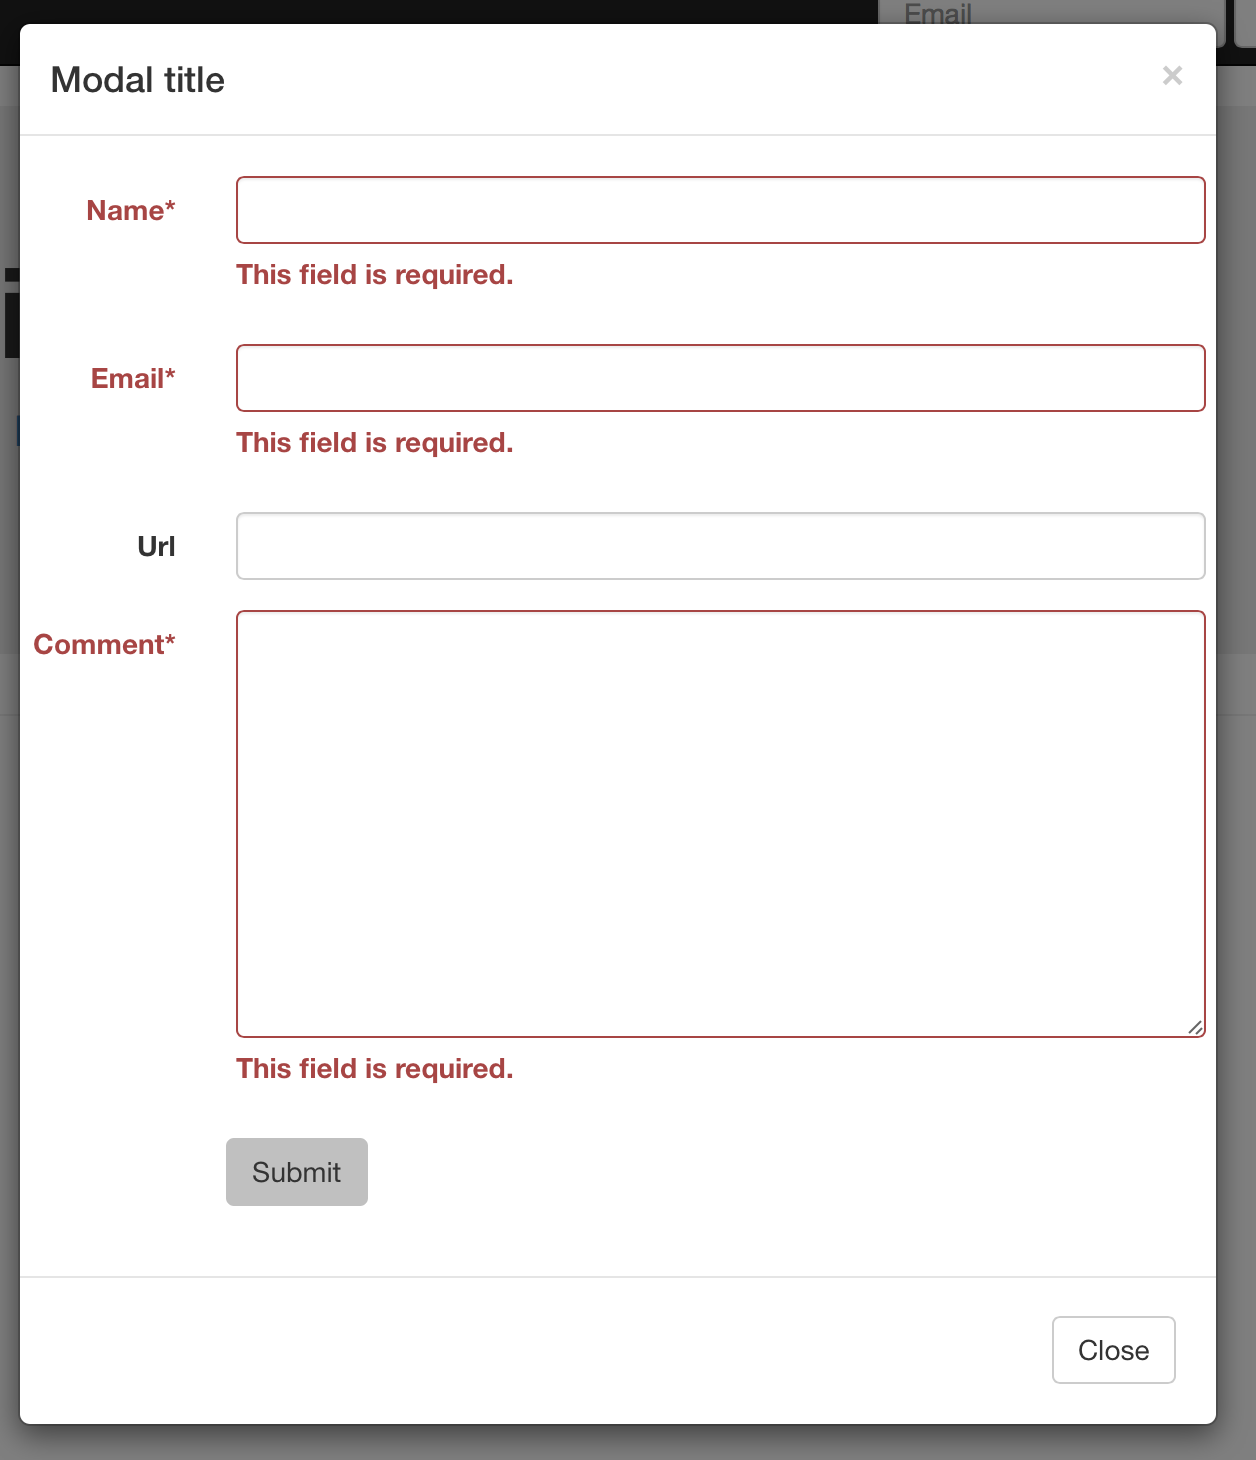 Email
Modal title
×
Name*
This field is required.
Email*
This field is required.
Url
Comment*
This field is required.
Submit
Close